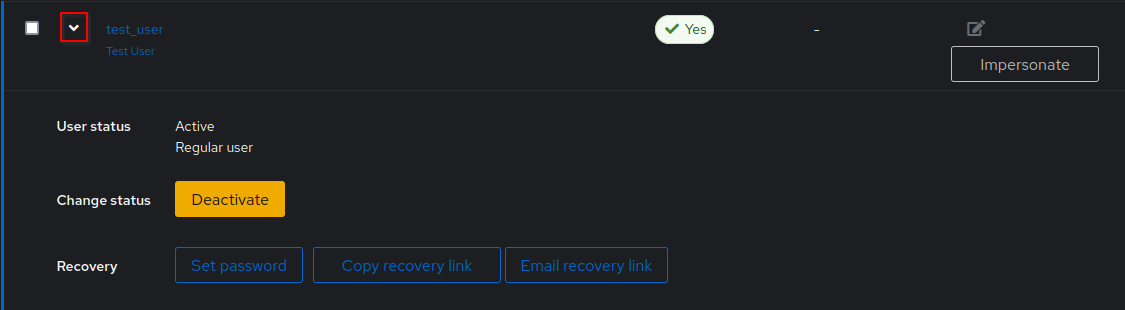 test_user
Test User
Yes
-
Impersonate
User status
Active
Regular user
Change status
Deactivate
Recovery
Set password
Copy recovery link
Email recovery link